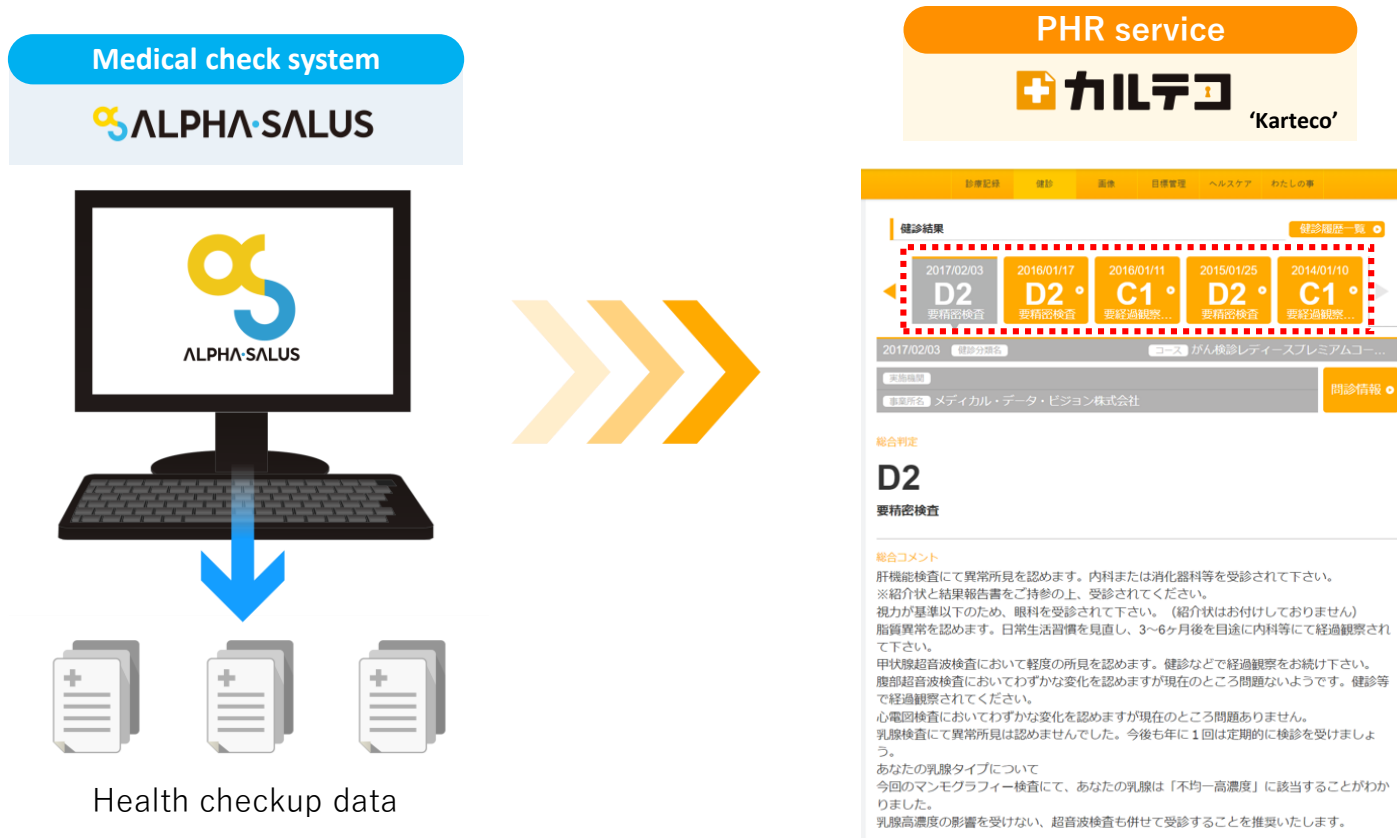 Medical check system
ALPHA·SALUS
ALPHA·SALUS
Health checkup data
PHR service
カルテコ
‘Karteco’
診療記録 健診 画像 目標管理 ヘルスケア わたしの事
健診結果
健診履歴一覧
2017/02/03
D2
要精密検査
2016/01/17
D2
要精密検査
2016/01/11
C1
要経過観察...
2015/01/25
D2
要精密検査
2014/01/10
C1
要経過観察...
2017/02/03 健診分類名 コース がん検診レディースプレミアムコー...
実施機関
事業所名 メディカル・データ・ビジョン株式会社
問診情報
総合判定
D2
要精密検査
総合コメント
肝機能検査にて異常所見を認めます。内科または消化器科等を受診されて下さい。
※紹介状と結果報告書をご持参の上、受診されてください。
視力が基準以下のため、眼科を受診されて下さい。（紹介状はお付けしておりません）
脂質異常を認めます。日常生活習慣を見直し、3～6ヶ月後を目途に内科等にて経過観察され
て下さい。
甲状腺超音波検査において軽度の所見を認めます。健診などで経過観察をお続け下さい。
腹部超音波検査においてわずかな変化を認めますが現在のところ問題ないようです。健診等
で経過観察されてください。
心電図検査においてわずかな変化を認めますが現在のところ問題ありません。
乳腺検査にて異常所見は認めませんでした。今後も年に１回は定期的に検診を受けましょ
う。
あなたの乳腺タイプについて
今回のマンモグラフィー検査にて、あなたの乳腺は「不均一高濃度」に該当することがわか
りました。
乳腺高濃度の影響を受けない、超音波検査も併せて受診することを推奨いたします。